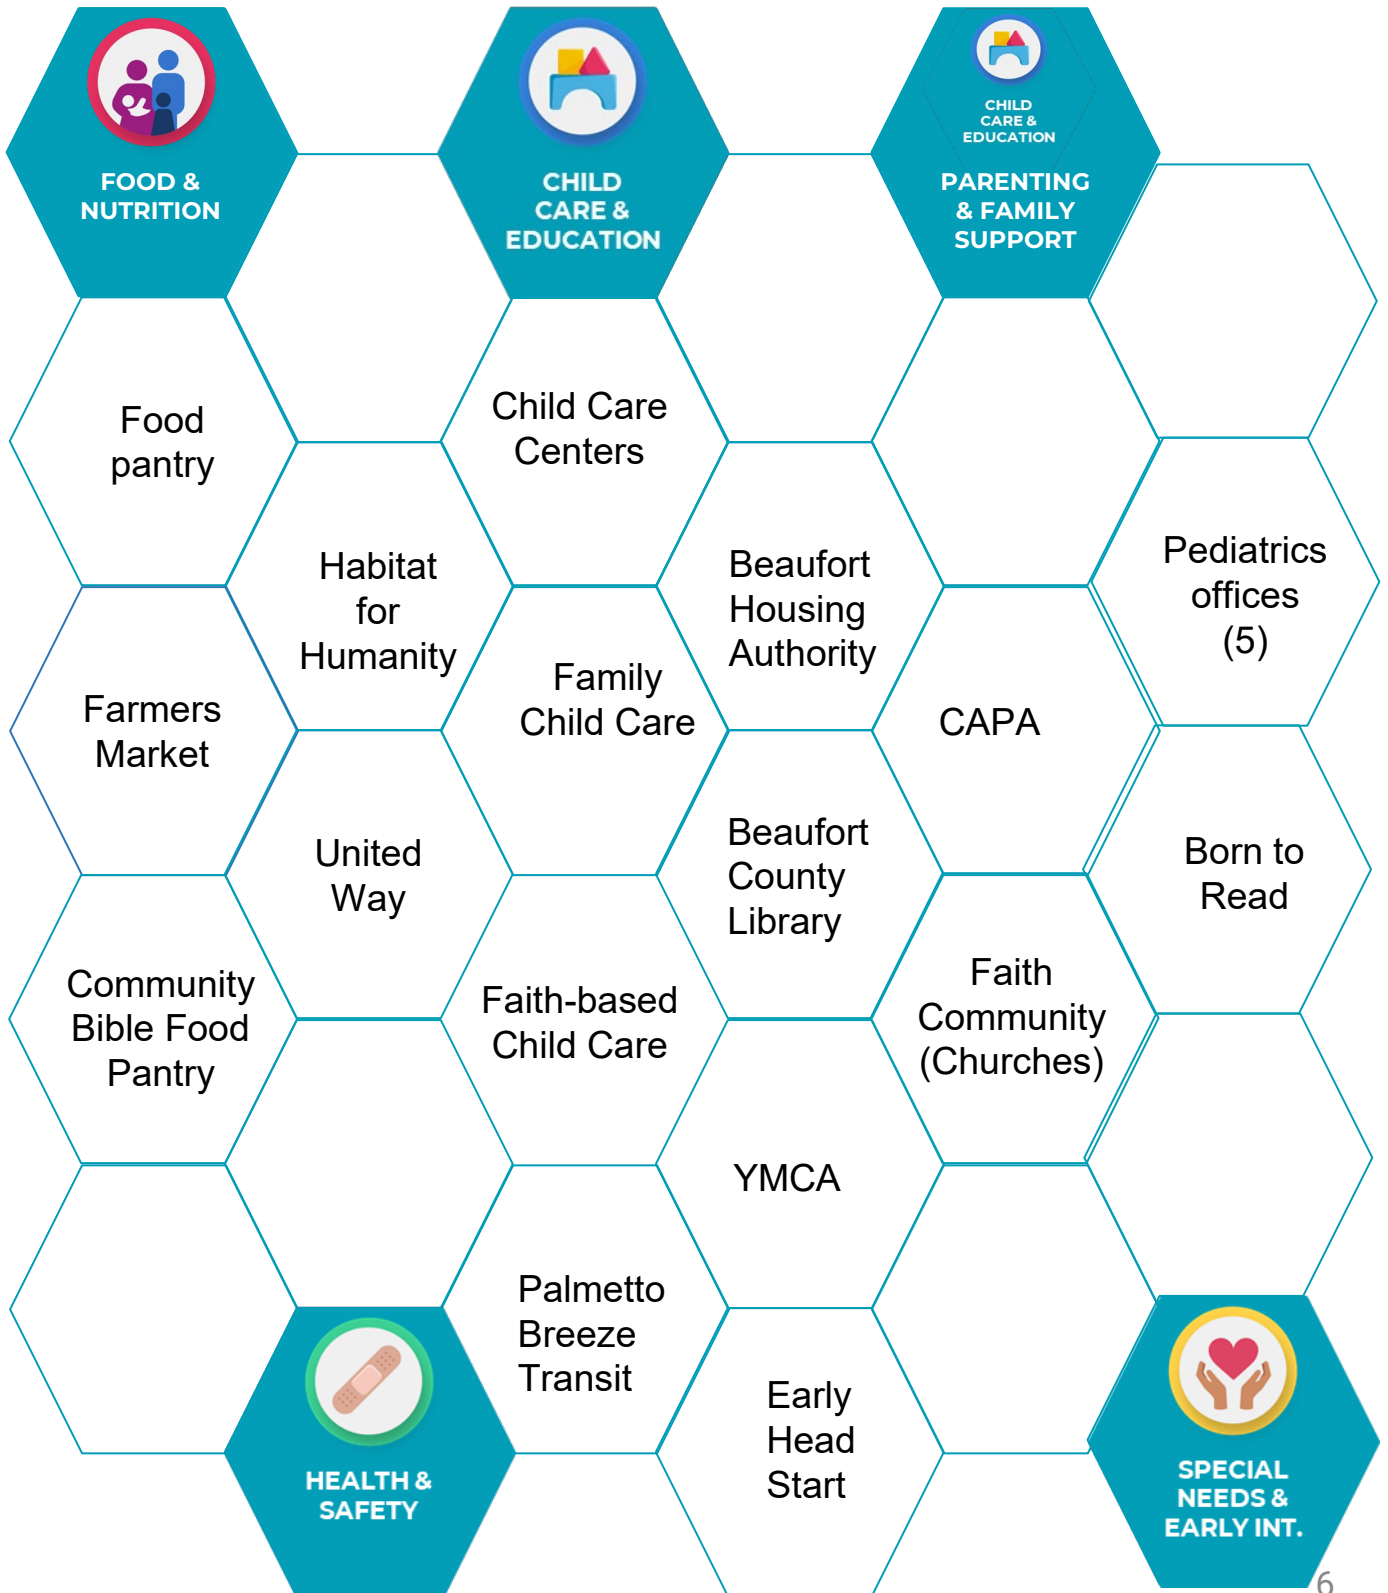 FOOD &
NUTRITION
CHILD
CARE &
EDUCATION
CHILD
CARE &
EDUCATION
PARENTING
& FAMILY
SUPPORT
Food
pantry
Child Care
Centers
Habitat
for
Humanity
Beaufort
Housing
Authority
Pediatrics
offices
(5)
Farmers
Market
Family
Child Care
CAPA
United
Way
Beaufort
County
Library
Born to
Read
Community
Bible Food
Pantry
Faith-based
Child Care
Faith
Community
(Churches)
YMCA
Palmetto
Breeze
Transit
Early
Head
Start
HEALTH &
SAFETY
SPECIAL
NEEDS &
EARLY INT.
6